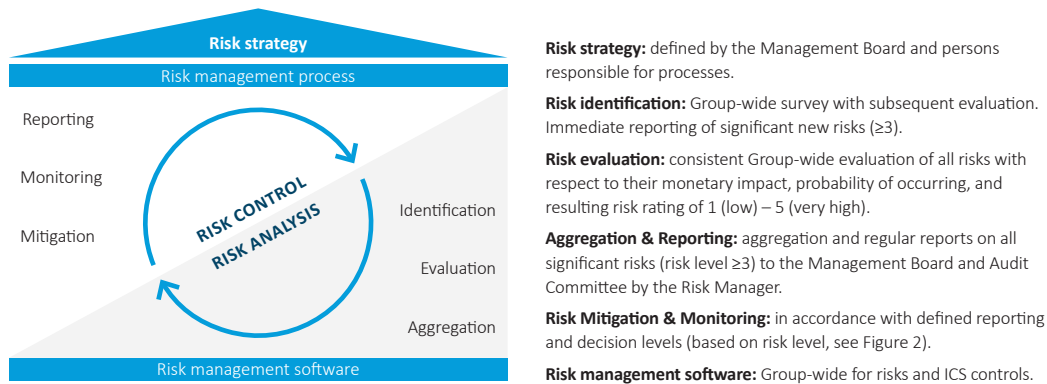 Risk strategy
Risk management process
Reporting
Monitoring
Mitigation
RISK CONTROL
RISK ANALYSIS
Identification
Evaluation
Aggregation
Risk management software
Risk strategy: defined by the Management Board and persons
responsible for processes.
Risk identification: Group-wide survey with subsequent evaluation.
Immediate reporting of significant new risks (≥3).
Risk evaluation: consistent Group-wide evaluation of all risks with
respect to their monetary impact, probability of occurring, and
resulting risk rating of 1 (low) – 5 (very high).
Aggregation & Reporting: aggregation and regular reports on all
significant risks (risk level ≥3) to the Management Board and Audit
Committee by the Risk Manager.
Risk Mitigation & Monitoring: in accordance with defined reporting
and decision levels (based on risk level, see Figure 2).
Risk management software: Group-wide for risks and ICS controls.